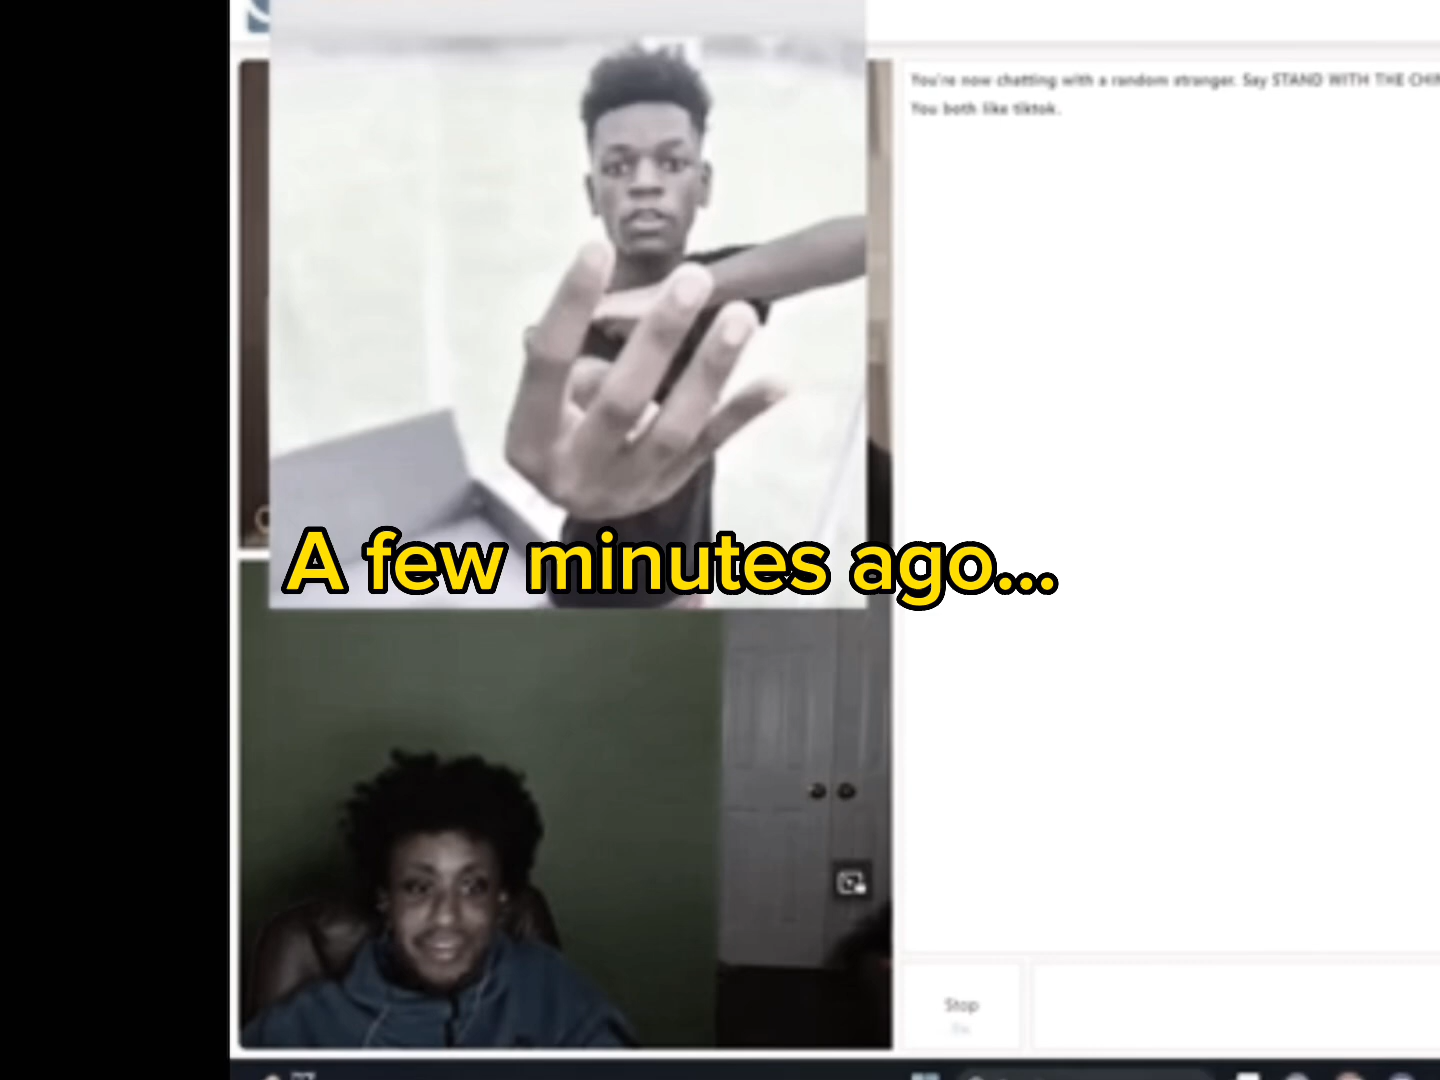 You're now chatting with a random stranger. Say STAND WITH THE
You both like tiktok.
A few minutes ago...
Stop